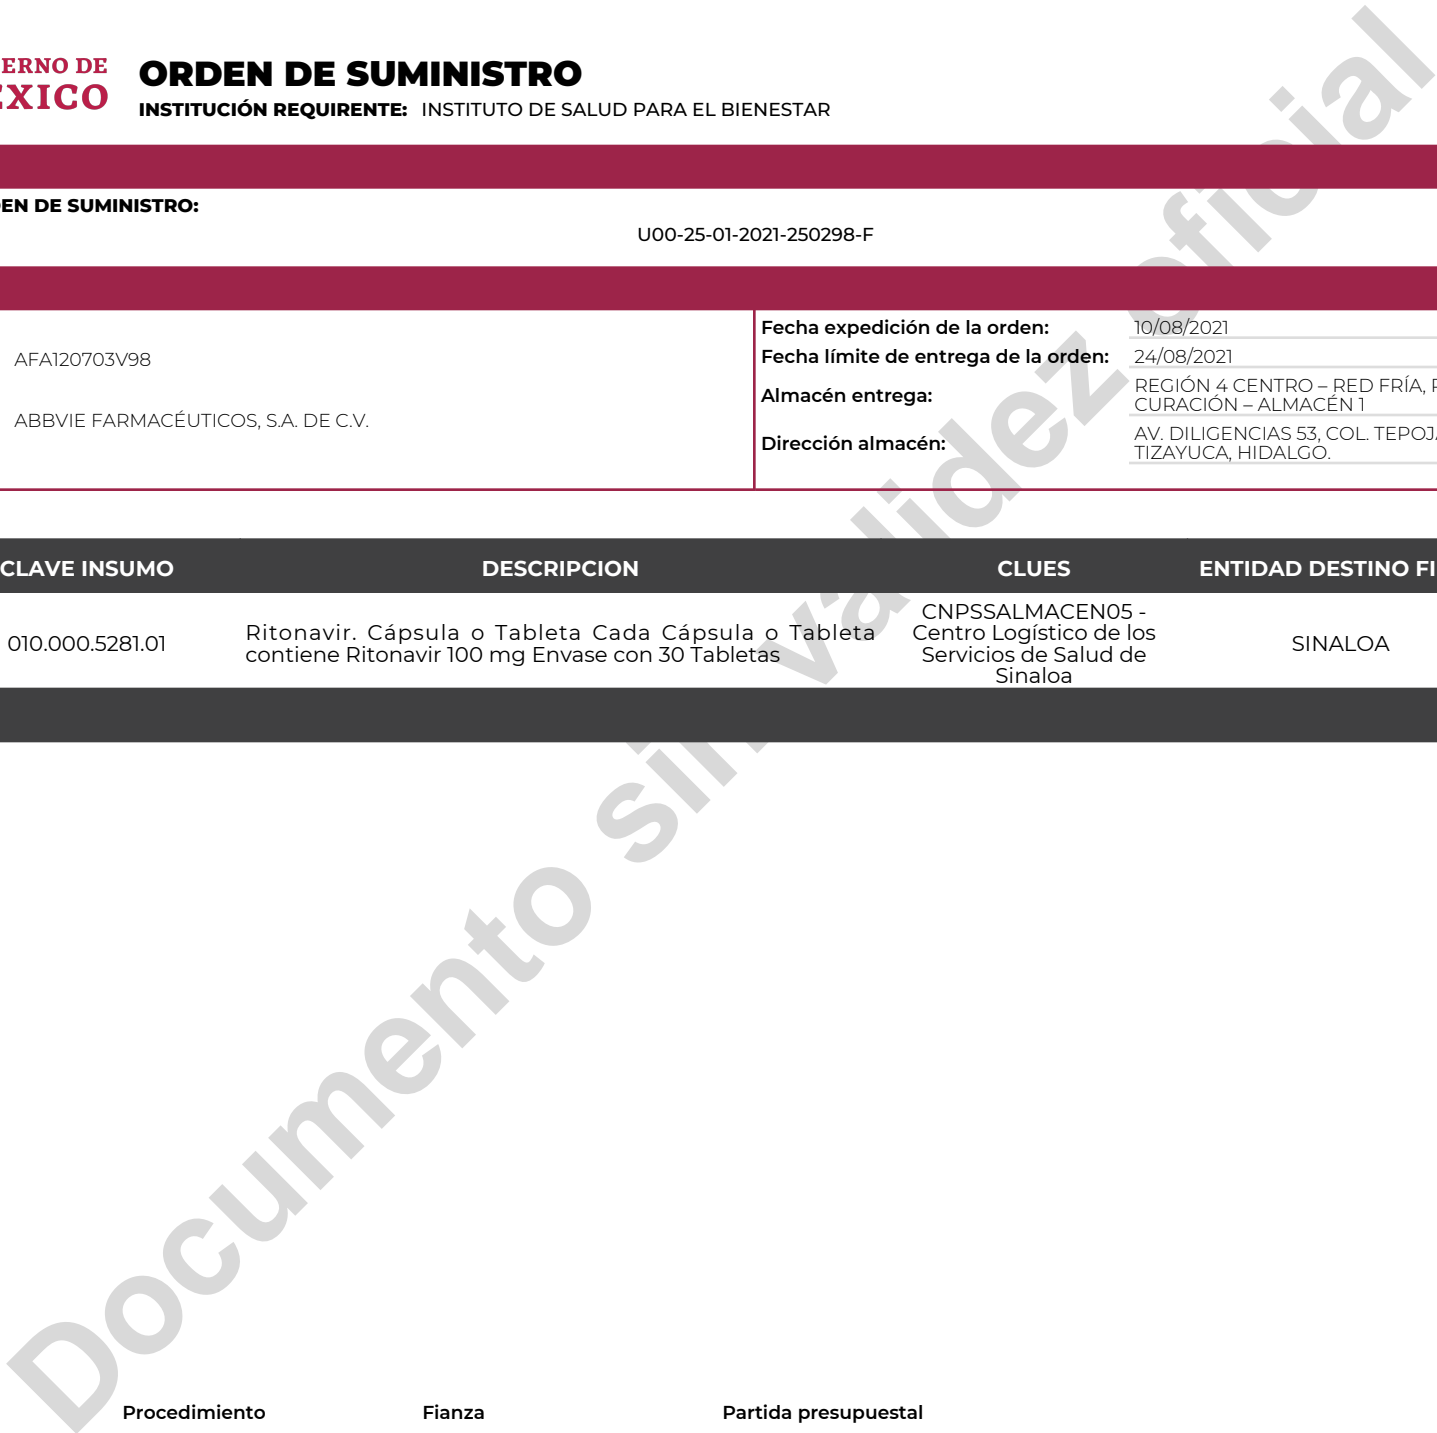 ERNO DE
EXICO
ORDEN DE SUMINISTRO
INSTITUCIÓN REQUIRENTE: INSTITUTO DE SALUD PARA EL BIENESTAR
EN DE SUMINISTRO:
U00-25-01-2021-250298-F
AFA120703V98
ABBVIE FARMACÉUTICOS, S.A. DE C.V.
Fecha expedición de la orden: 10/08/2021
Fecha límite de entrega de la orden: 24/08/2021
Almacén entrega: REGIÓN 4 CENTRO – RED FRÍA,
CURACIÓN – ALMACÉN 1
Dirección almacén: AV. DILIGENCIAS 53, COL. TEPOJ
TIZAYUCA, HIDALGO.
CLAVE INSUMO DESCRIPCION CLUES ENTIDAD DESTINO FI
010.000.5281.01
Ritonavir. Cápsula o Tableta Cada Cápsula o Tableta
contiene Ritonavir 100 mg Envase con 30 Tabletas
CNPSSALMACEN05 -
Centro Logístico de los
Servicios de Salud de
Sinaloa
SINALOA
Documento sin validez oficial
Procedimiento Fianza Partida presupuestal